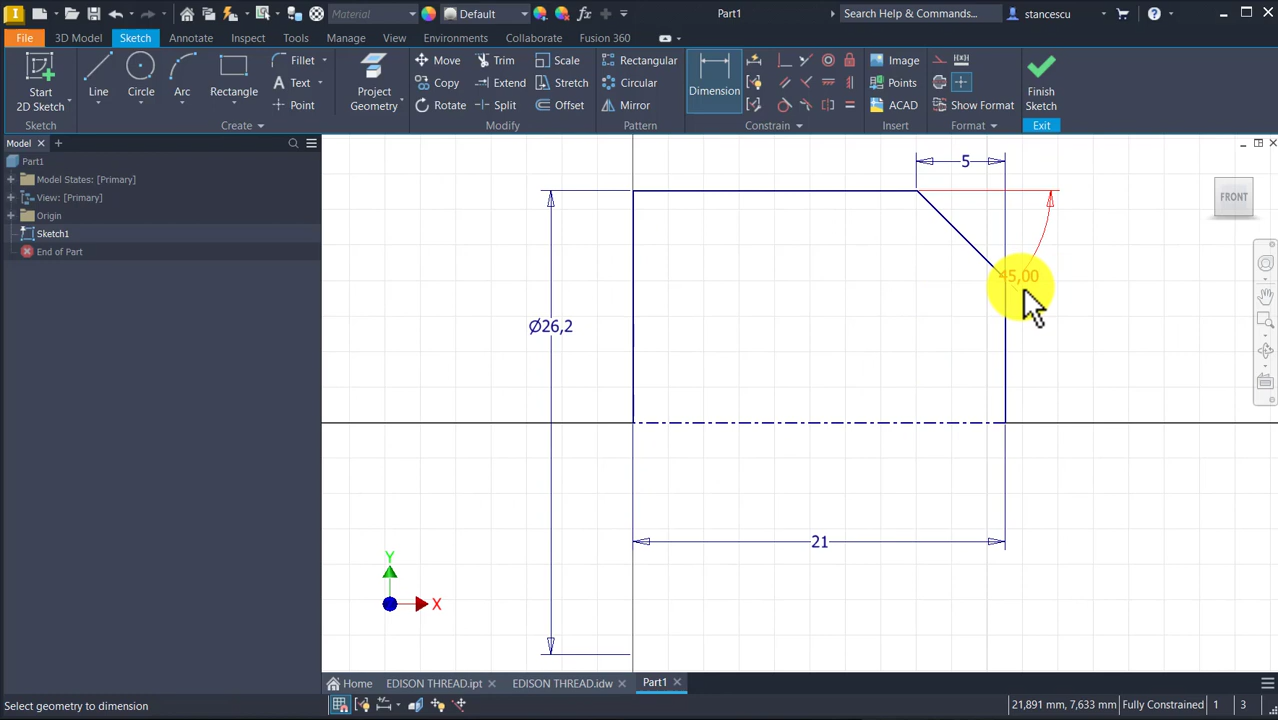 Material
Default
Part1
Search Help & Commands...
stancescu
File
3D Model
Sketch
Annotate
Inspect
Tools
Manage
View
Environments
Collaborate
Fusion 360
Start
2D Sketch
Line
Circle
Arc
Rectangle
Fillet
Text
Point
Project
Geometry
Move
Trim
Scale
Copy
Extend
Stretch
Rotate
Split
Offset
Rectangular
Circular
Mirror
Dimension
Image
Points
ACAD
Show Format
Finish
Sketch
Sketch
Create
Modify
Pattern
Constrain
Insert
Format
Exit
Model
Part1
Model States: [Primary]
View: [Primary]
Origin
Sketch1
End of Part
5
FRONT
45,00
Ø26,2
21
Y
X
Home
EDISON THREAD.ipt
EDISON THREAD.idw
Part1
Select geometry to dimension
21,891 mm, 7,633 mm
Fully Constrained
1
3